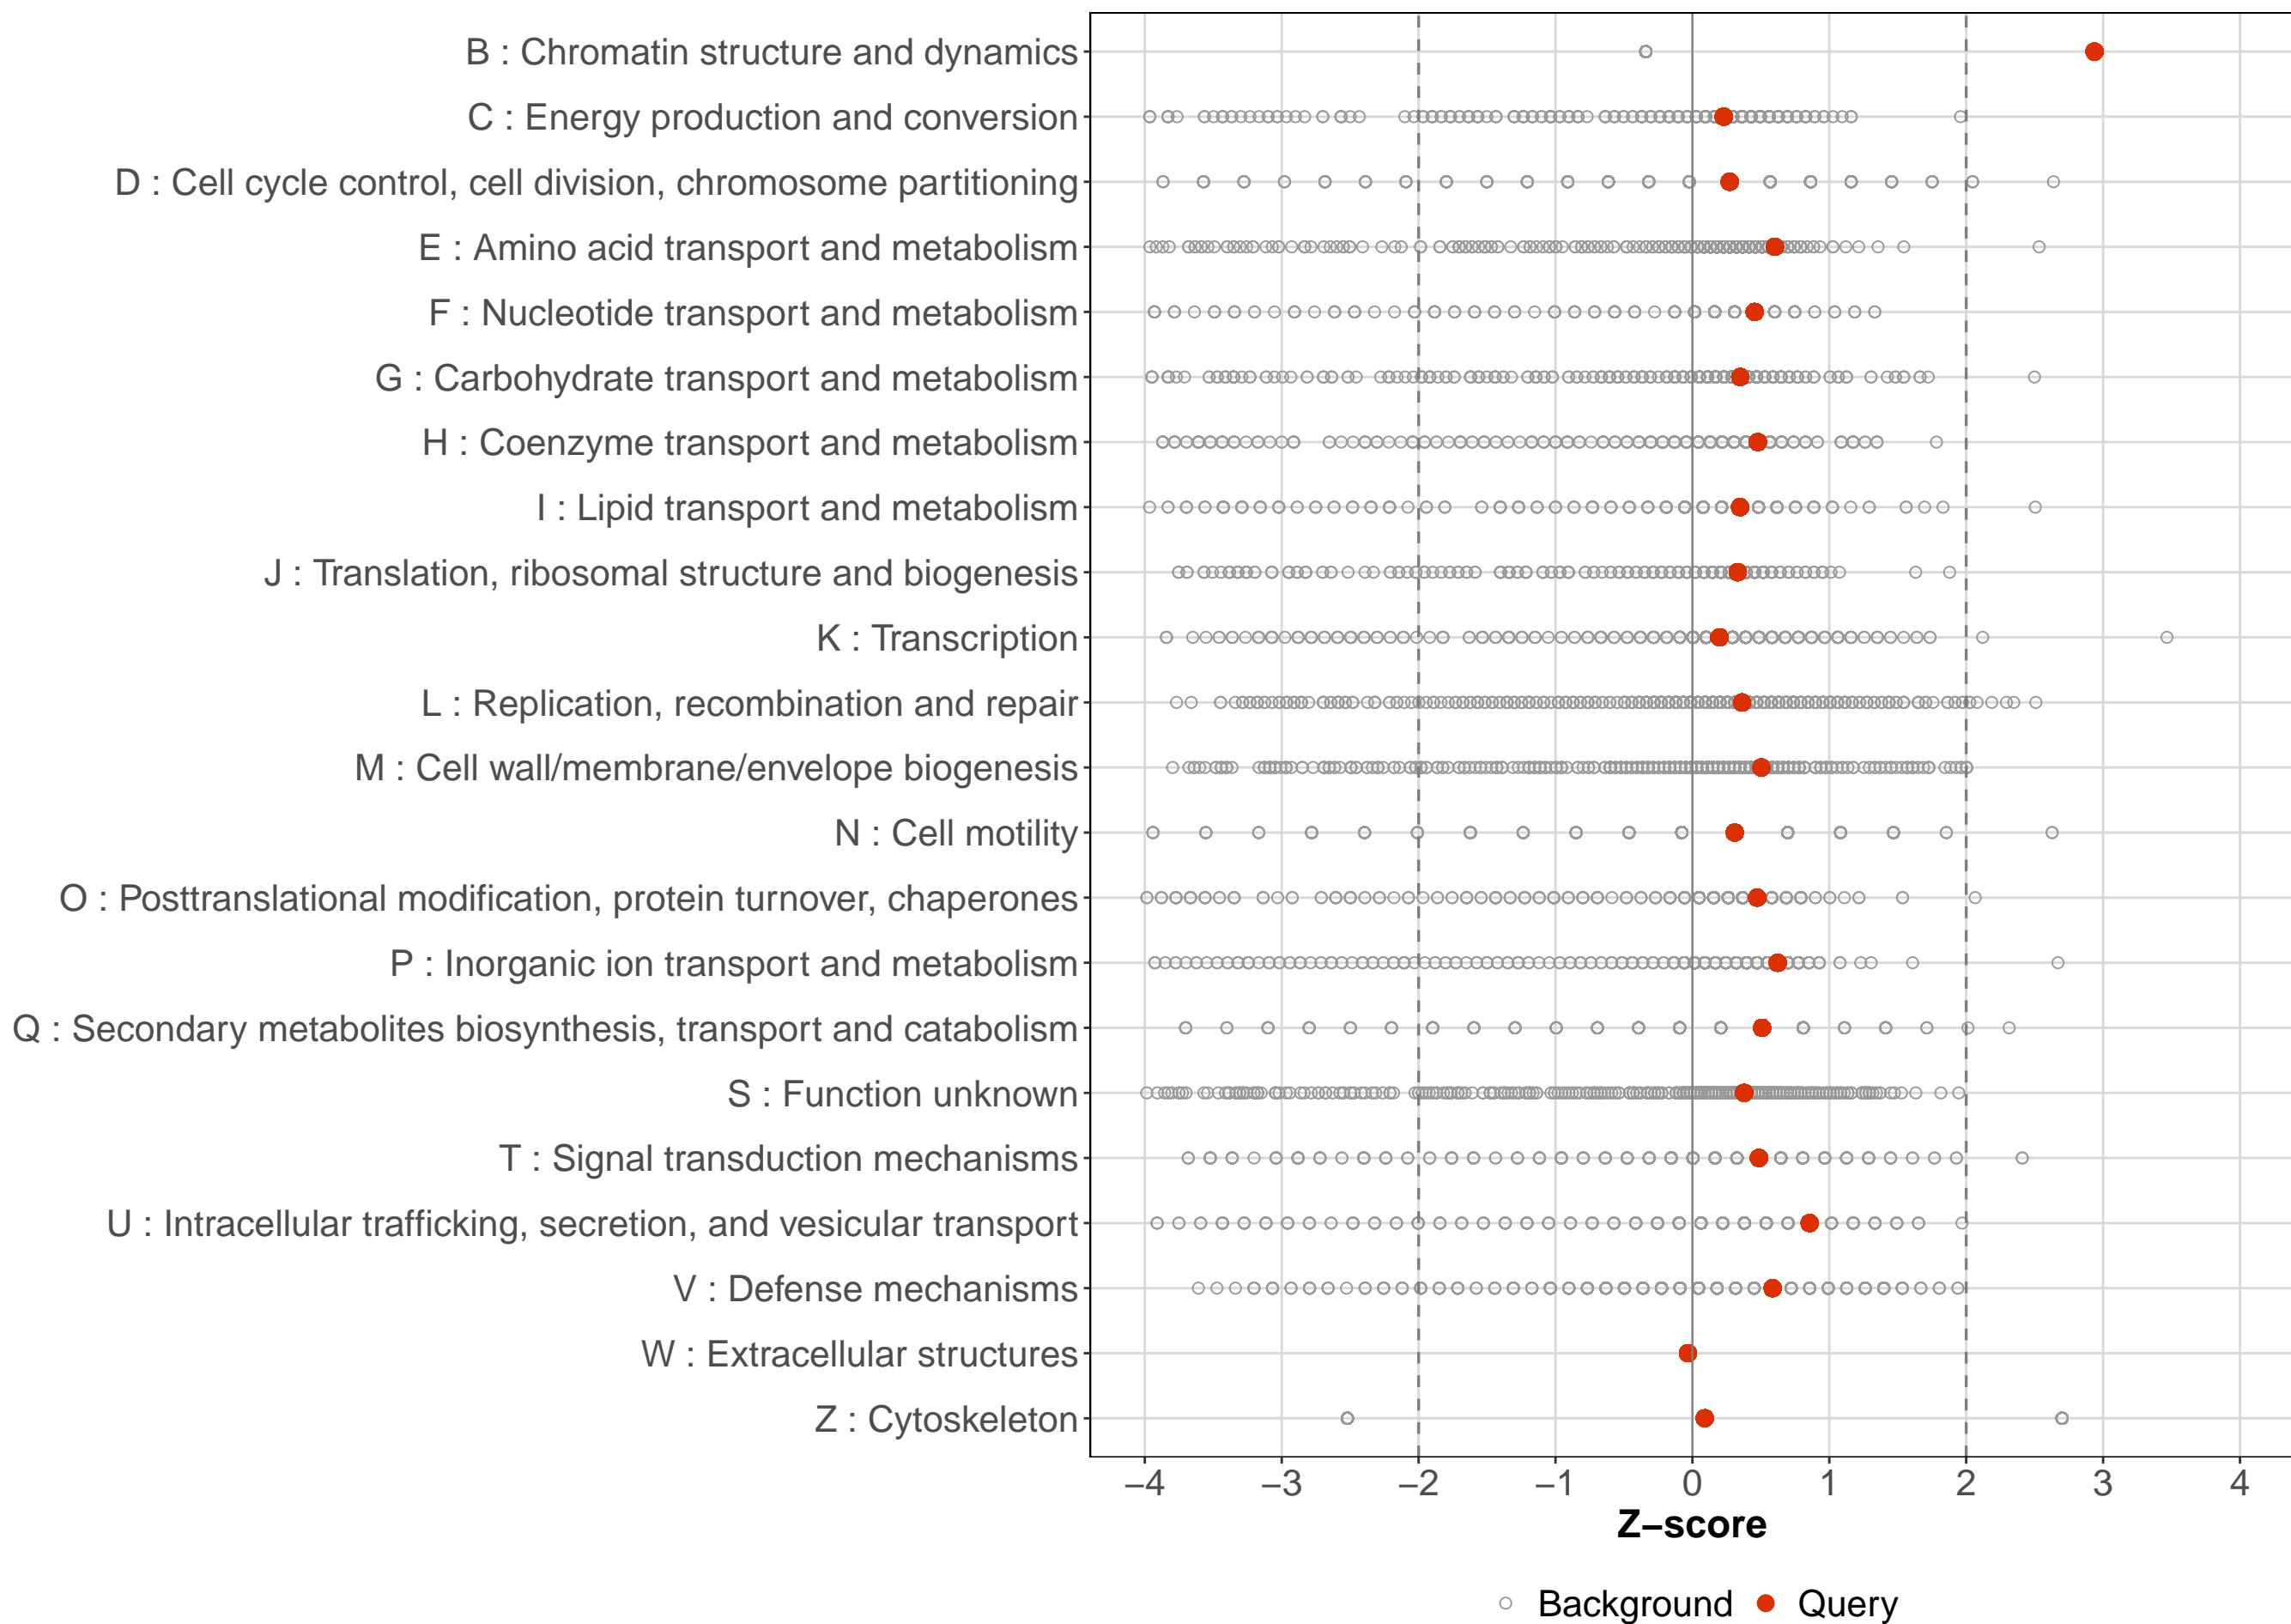 B : Chromatin structure and dynamics
C : Energy production and conversion
D : Cell cycle control, cell division, chromosome partitioning
E : Amino acid transport and metabolism
F : Nucleotide transport and metabolism
G : Carbohydrate transport and metabolism
H : Coenzyme transport and metabolism
I : Lipid transport and metabolism
J : Translation, ribosomal structure and biogenesis
K : Transcription
L : Replication, recombination and repair
M : Cell wall/membrane/envelope biogenesis
N : Cell motility
O : Posttranslational modification, protein turnover, chaperones
P : Inorganic ion transport and metabolism
Q : Secondary metabolites biosynthesis, transport and catabolism
S : Function unknown
T : Signal transduction mechanisms
U : Intracellular trafficking, secretion, and vesicular transport
V : Defense mechanisms
W : Extracellular structures
Z : Cytoskeleton
−4 −3 −2 −1 0 1 2 3 4
Z−score
Background Query